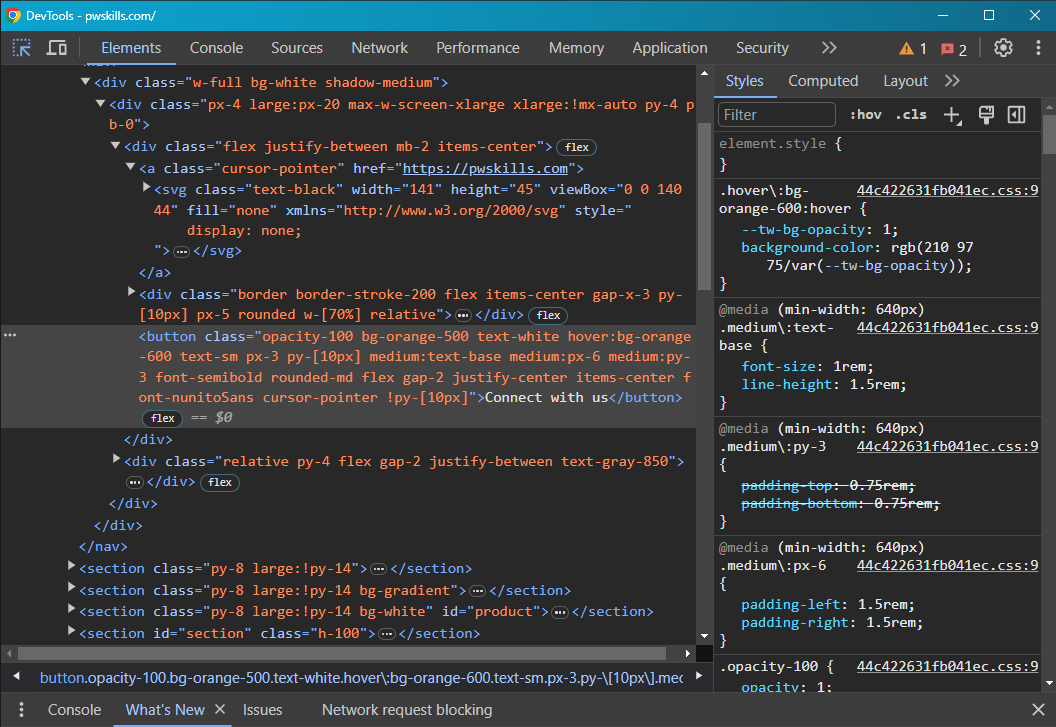 DevTools - pwskills.com/
Elements Console Sources Network Performance Memory Application Security 1 2
<div class="w-full bg-white shadow-medium">
<div class="px-4 large:px-20 max-w-screen-xlarge xlarge:!mx-auto py-4 p
b-0">
<div class="flex justify-between mb-2 items-center"> flex
<a class="cursor-pointer" href="https://pwskills.com">
<svg class="text-black" width="141" height="45" viewBox="0 0 140
44" fill="none" xmlns="http://www.w3.org/2000/svg" style="
display: none;
">…</svg>
</a>
<div class="border border-stroke-200 flex items-center gap-x-3 py-
[10px] px-5 rounded w-[70%] relative">…</div> flex
<button class="opacity-100 bg-orange-500 text-white hover:bg-orange
-600 text-sm px-3 py-[10px] medium:text-base medium:px-6 medium:py-
3 font-semibold rounded-md flex gap-2 justify-center items-center f
ont-nunitoSans cursor-pointer !py-[10px]">Connect with us</button>
flex == $0
</div>
<div class="relative py-4 flex gap-2 justify-between text-gray-850">
…</div> flex
</div>
</div>
</nav>
<section class="py-8 large:!py-14">…</section>
<section class="py-8 large:!py-14 bg-gradient">…</section>
<section class="py-8 large:!py-14 bg-white" id="product">…</section>
<section id="section" class="h-100">…</section>
button.opacity-100.bg-orange-500.text-white.hover\:bg-orange-600.text-sm.px-3.py-\[10px\].mec
Styles Computed Layout
Filter :hov .cls
element.style {
}
.hover\:bg- 44c422631fb041ec.css:9
orange-600:hover {
--tw-bg-opacity: 1;
background-color: rgb(210 97
75/var(--tw-bg-opacity));
}
@media (min-width: 640px)
.medium\:text- 44c422631fb041ec.css:9
base {
font-size: 1rem;
line-height: 1.5rem;
}
@media (min-width: 640px)
.medium\:py-3 44c422631fb041ec.css:9
{
padding-top: 0.75rem;
padding-bottom: 0.75rem;
}
@media (min-width: 640px)
.medium\:px-6 44c422631fb041ec.css:9
{
padding-left: 1.5rem;
padding-right: 1.5rem;
}
.opacity-100 { 44c422631fb041ec.css:9
opacity: 1;
Console What's New Issues Network request blocking